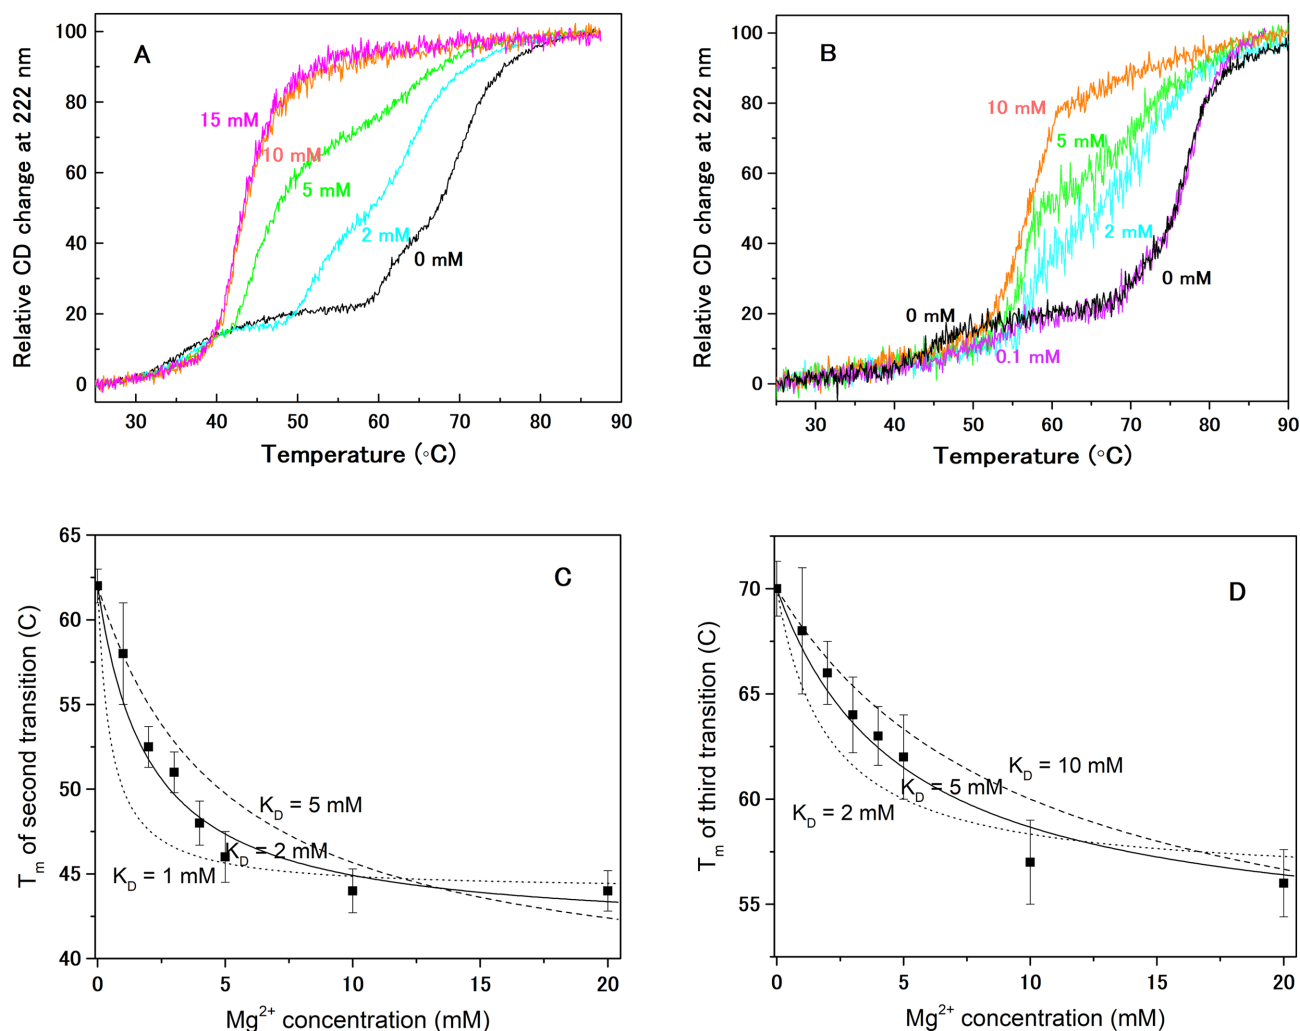 A
Relative CD change at 222 nm
100
80
60
40
20
0
15 mM
10 mM
5 mM
2 mM
0 mM
30 40 50 60 70 80 90
Temperature (°C)
B
Relative CD change at 222 nm
100
80
60
40
20
0
10 mM
5 mM
2 mM
0 mM
0 mM
0.1 mM
30 40 50 60 70 80 90
Temperature (°C)
C
Tm of second transition (C)
65
60
55
50
45
40
KD = 5 mM
KD = 2 mM
KD = 1 mM
0 5 10 15 20
Mg2+ concentration (mM)
D
Tm of third transition (C)
70
65
60
55
KD = 10 mM
KD = 5 mM
KD = 2 mM
0 5 10 15 20
Mg2+ concentration (mM)